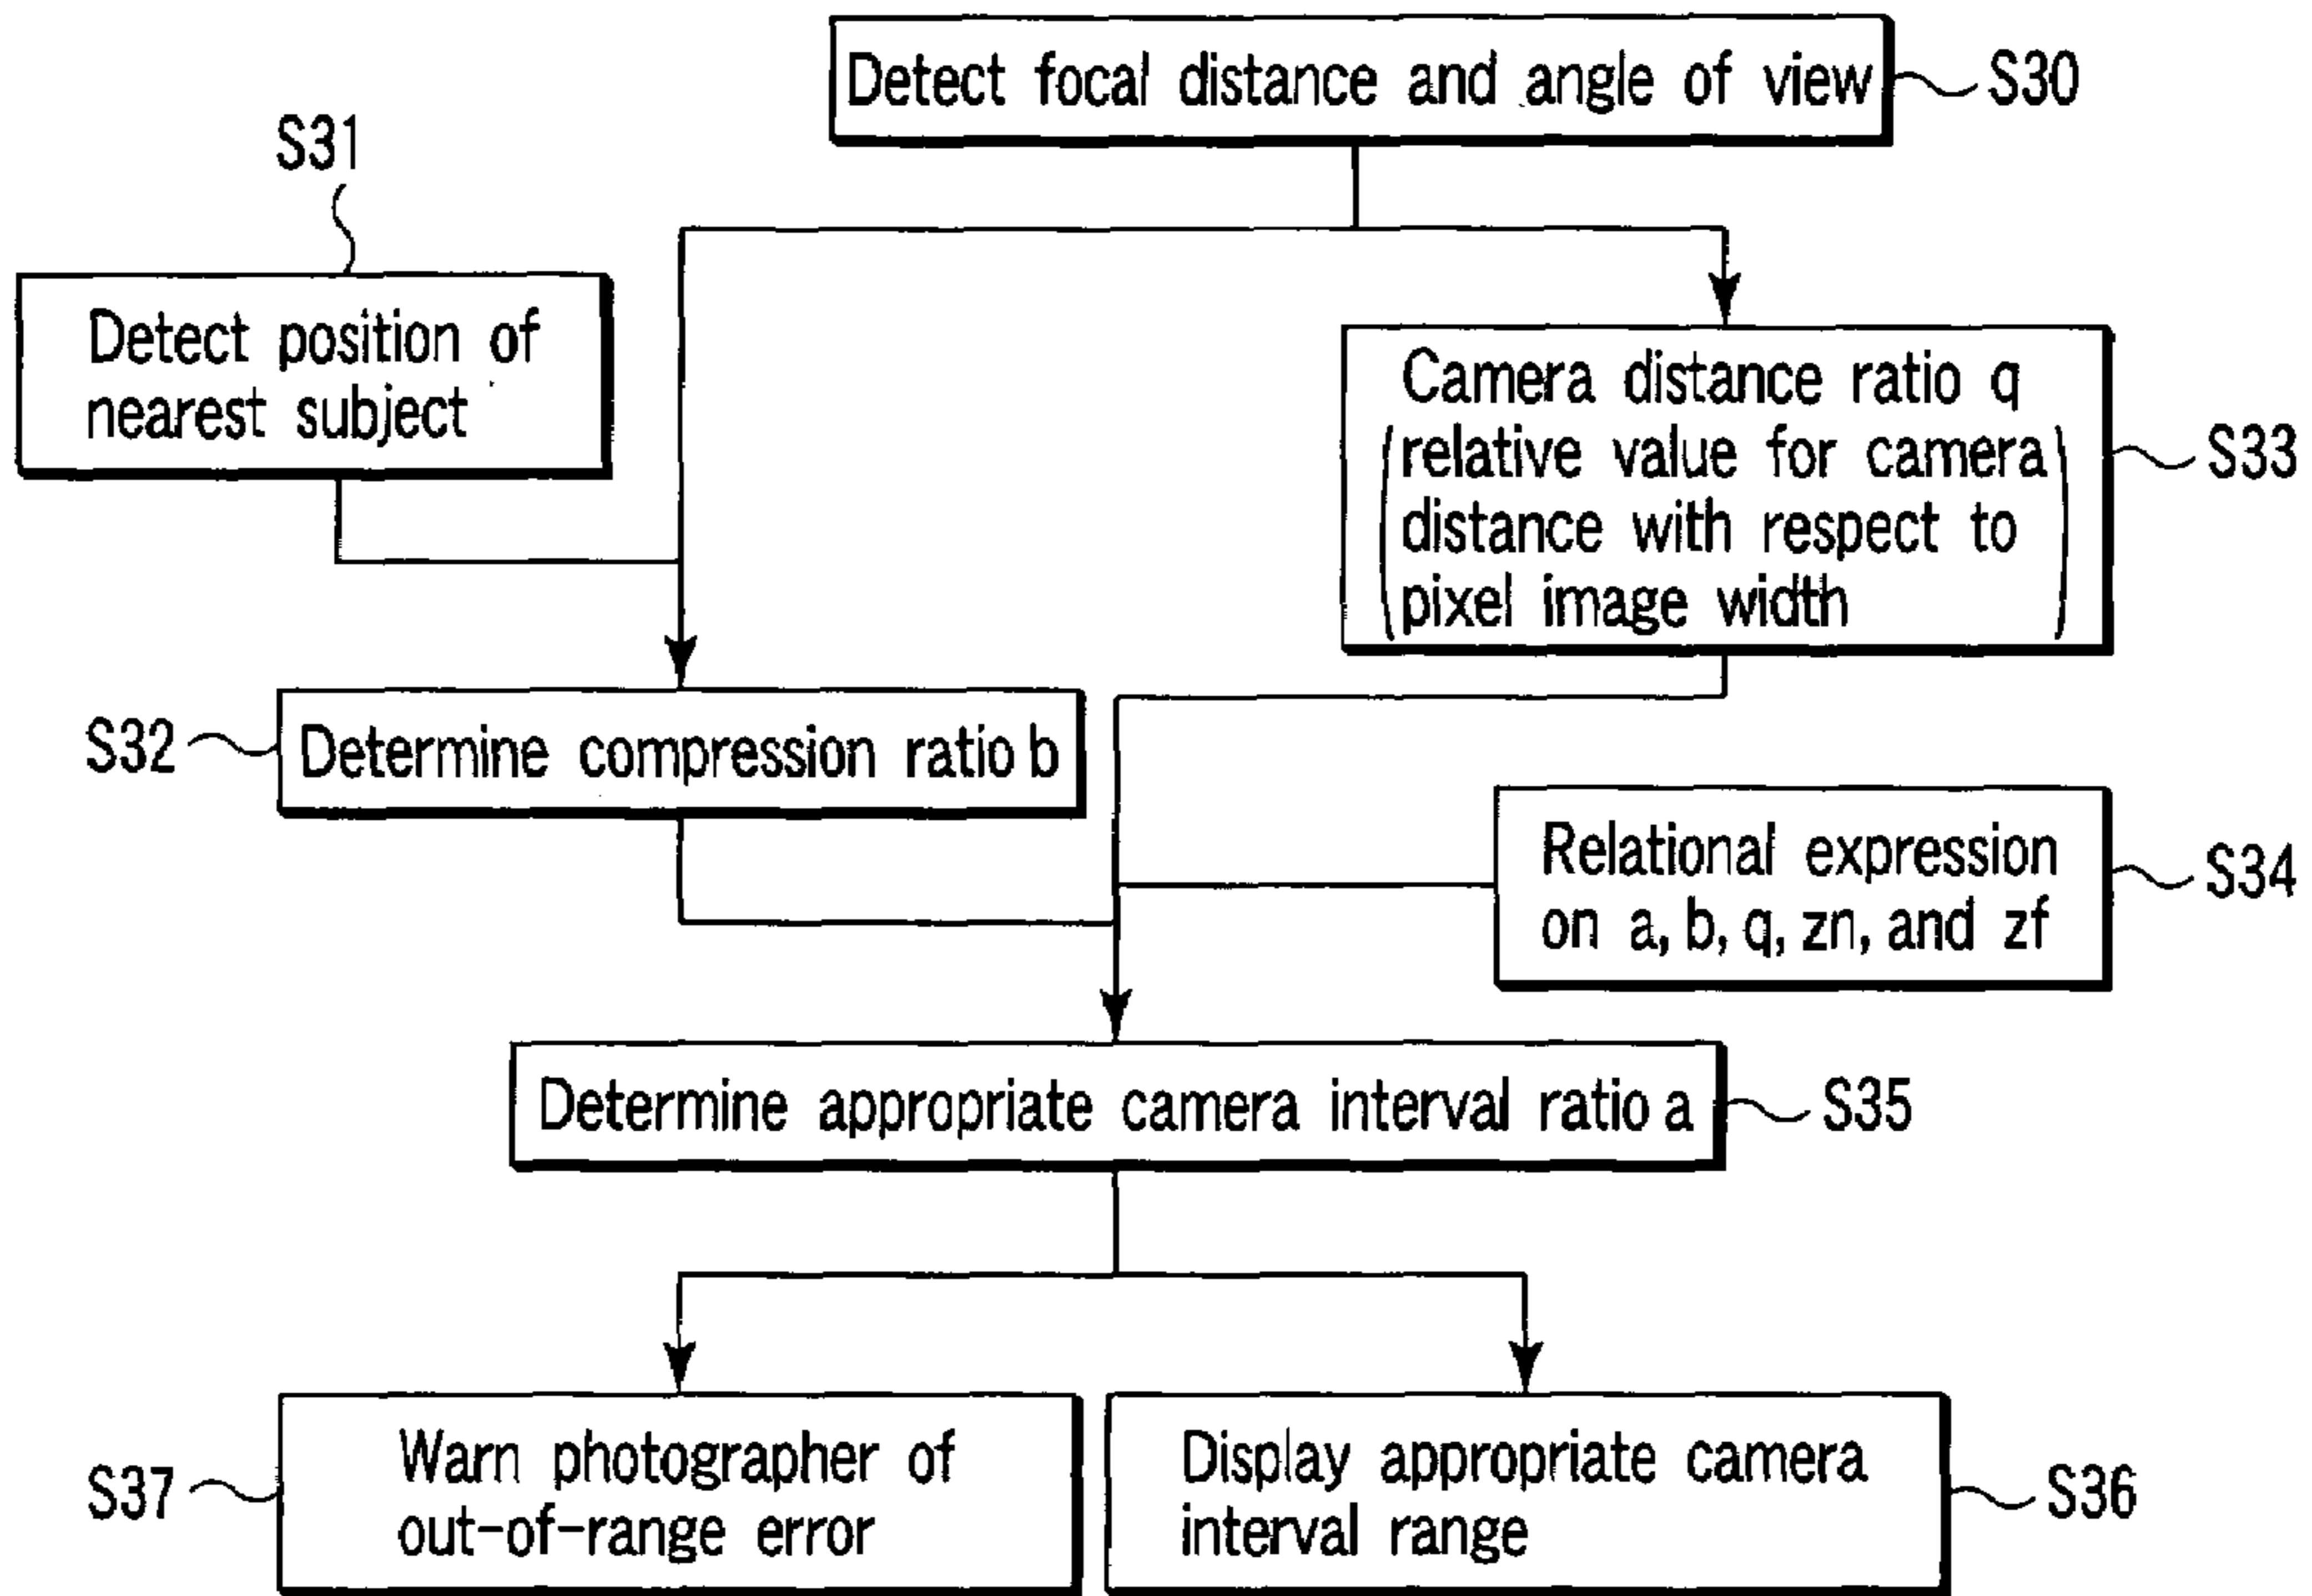 Detect focal distance and angle of view
S30
S31
Detect position of
nearest subject
Camera distance ratio q
(relative value for camera
distance with respect to
pixel image width)
S33
S32
Determine compression ratio b
Relational expression
on a, b, q, zn, and zf
S34
Determine appropriate camera interval ratio a
S35
S37
Warn photographer of
out-of-range error
Display appropriate camera
interval range
S36